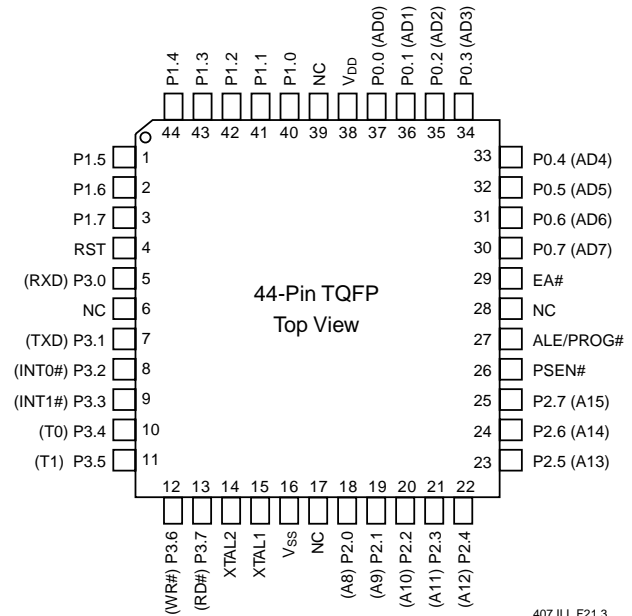 P1.4
P1.3
P1.2
P1.1
P1.0
NC
VDD
P0.0 (AD0)
P0.1 (AD1)
P0.2 (AD2)
P0.3 (AD3)
44 43 42 41 40 39 38 37 36 35 34
P1.5 1
P1.6 2
P1.7 3
RST 4
(RXD) P3.0 5
NC 6
(TXD) P3.1 7
(INT0#) P3.2 8
(INT1#) P3.3 9
(T0) P3.4 10
(T1) P3.5 11
44-Pin TQFP
Top View
33 P0.4 (AD4)
32 P0.5 (AD5)
31 P0.6 (AD6)
30 P0.7 (AD7)
29 EA#
28 NC
27 ALE/PROG#
26 PSEN#
25 P2.7 (A15)
24 P2.6 (A14)
23 P2.5 (A13)
12 13 14 15 16 17 18 19 20 21 22
(WR#) P3.6
(RD#) P3.7
XTAL2
XTAL1
VSS
NC
(A8) P2.0
(A9) P2.1
(A10) P2.2
(A11) P2.3
(A12) P2.4
407 ILL F21.3